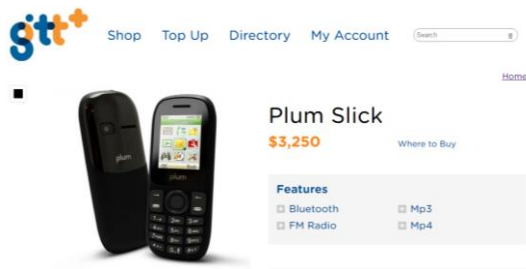 gtt+
Shop Top Up Directory My Account Search
Home
Plum Slick
$3,250 Where to Buy
Features
Bluetooth Mp3
FM Radio Mp4
plum
plum